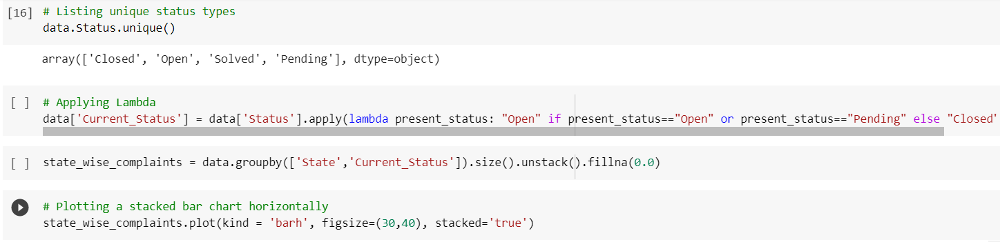 [16] # Listing unique status types
data.Status.unique()
array(['Closed', 'Open', 'Solved', 'Pending'], dtype=object)
[ ] # Applying Lambda
data['Current_Status'] = data['Status'].apply(lambda present_status: "Open" if present_status=="Open" or present_status=="Pending" else "Closed'
[ ] state_wise_complaints = data.groupby(['State','Current_Status']).size().unstack().fillna(0.0)
# Plotting a stacked bar chart horizontally
state_wise_complaints.plot(kind = 'barh', figsize=(30,40), stacked='true')